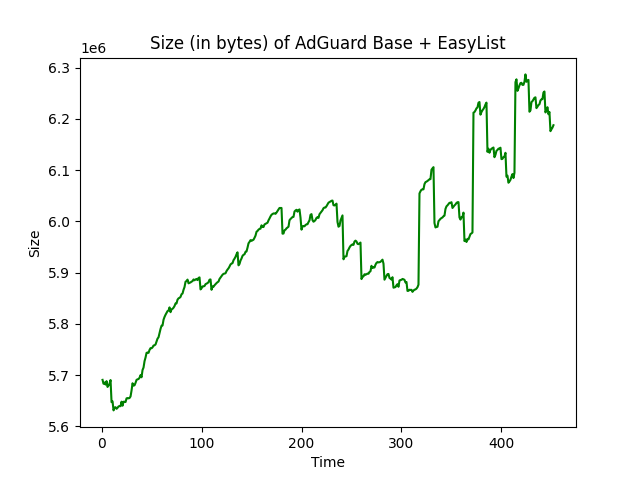 Size (in bytes) of AdGuard Base + EasyList
1e6
6.3
6.2
6.1
6.0
5.9
5.8
5.7
5.6
Size
0 100 200 300 400
Time